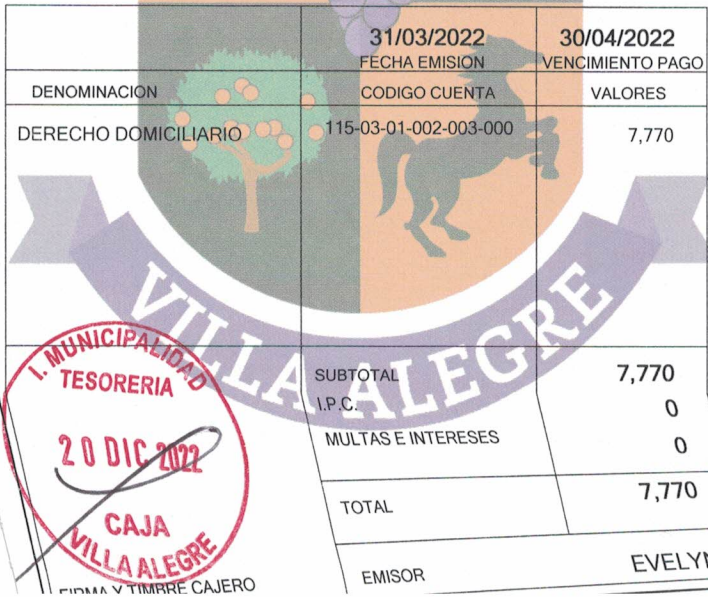 31/03/2022 30/04/2022
FECHA EMISION VENCIMIENTO PAGO
DENOMINACION CODIGO CUENTA VALORES
DERECHO DOMICILIARIO 115-03-01-002-003-000 7,770
VILLA ALEGRE
SUBTOTAL 7,770
I.P.C. 0
MULTAS E INTERESES 0
TOTAL 7,770
EMISOR EVELYN
I. MUNICIPALIDAD
TESORERIA
20 DIC 2022
CAJA
VILLA ALEGRE
FIRMA Y TIMBRE CAJERO